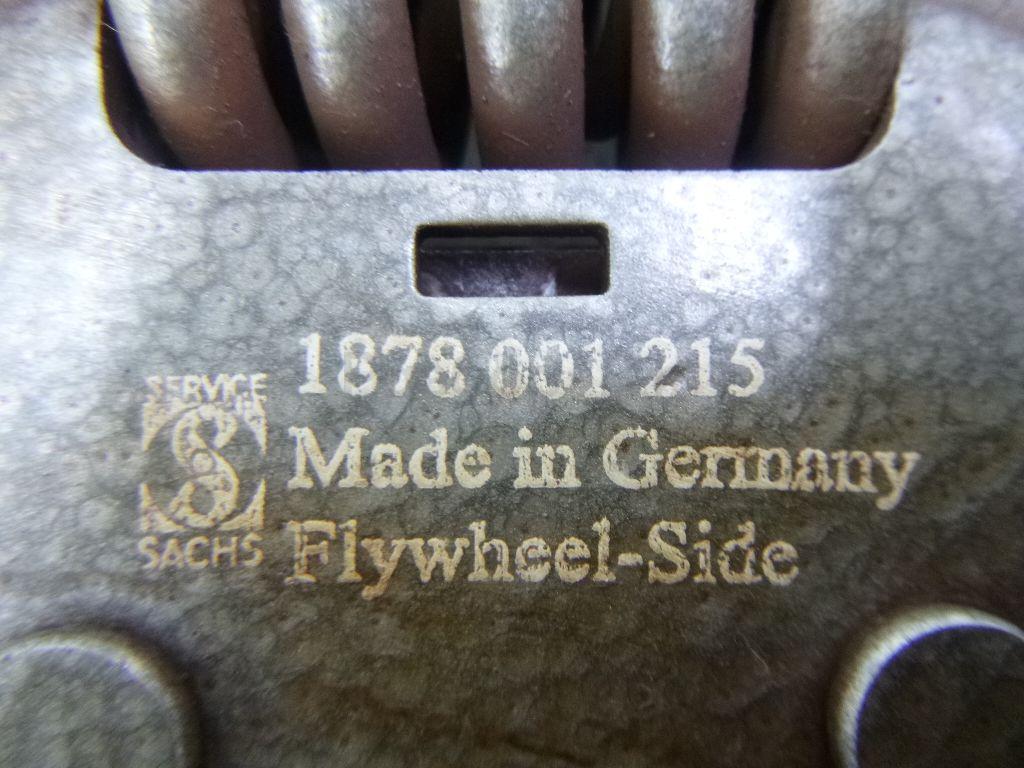 1878 001 215
Made in Germany
Flywheel-Side
SERVICE
S
SACHS